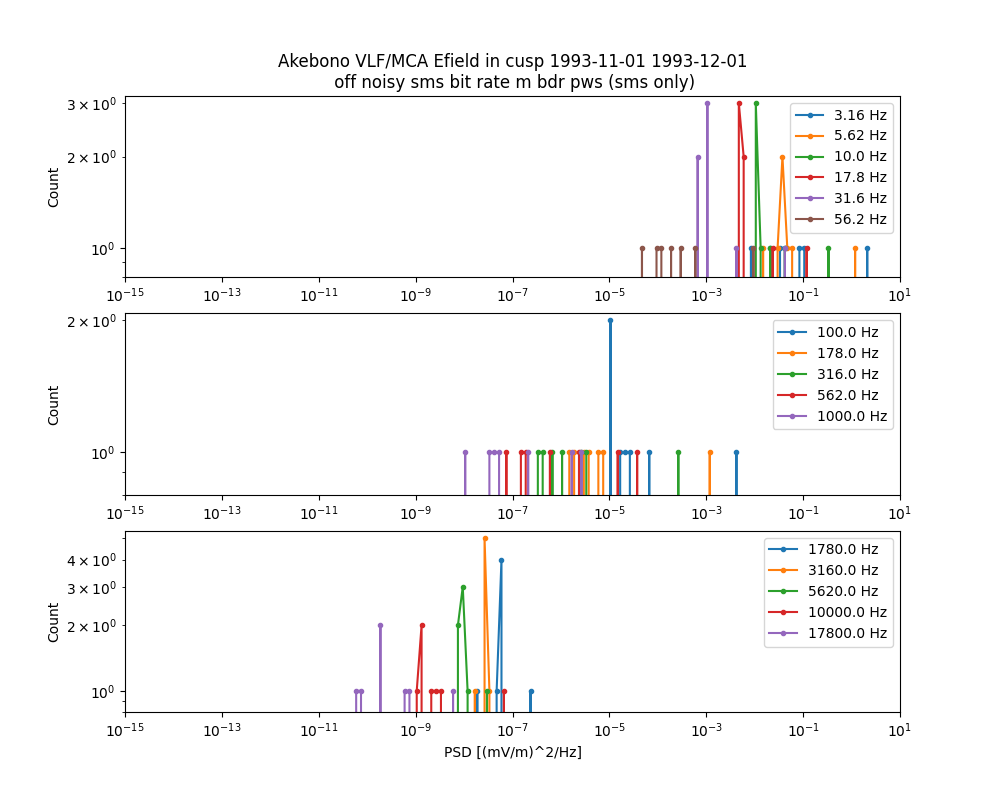 Akebono VLF/MCA Efield in cusp 1993-11-01 1993-12-01
off noisy sms bit rate m bdr pws (sms only)
3 × 10^0
2 × 10^0
10^0
Count
3.16 Hz
5.62 Hz
10.0 Hz
17.8 Hz
31.6 Hz
56.2 Hz
10^-15 10^-13 10^-11 10^-9 10^-7 10^-5 10^-3 10^-1 10^1
2 × 10^0
10^0
Count
100.0 Hz
178.0 Hz
316.0 Hz
562.0 Hz
1000.0 Hz
10^-15 10^-13 10^-11 10^-9 10^-7 10^-5 10^-3 10^-1 10^1
4 × 10^0
3 × 10^0
2 × 10^0
10^0
Count
1780.0 Hz
3160.0 Hz
5620.0 Hz
10000.0 Hz
17800.0 Hz
10^-15 10^-13 10^-11 10^-9 10^-7 10^-5 10^-3 10^-1 10^1
PSD [(mV/m)^2/Hz]